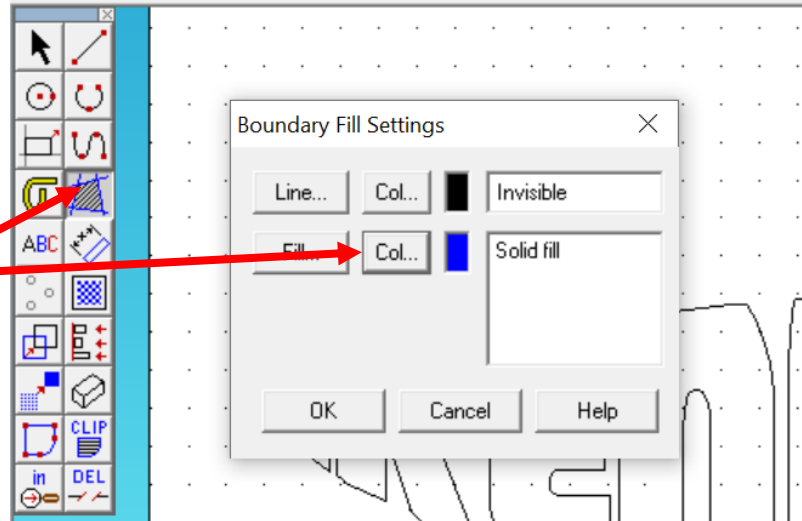 Boundary Fill Settings
Line... Col... Invisible
Fill... Col... Solid fill
OK Cancel Help
ABC
CLIP
in DEL